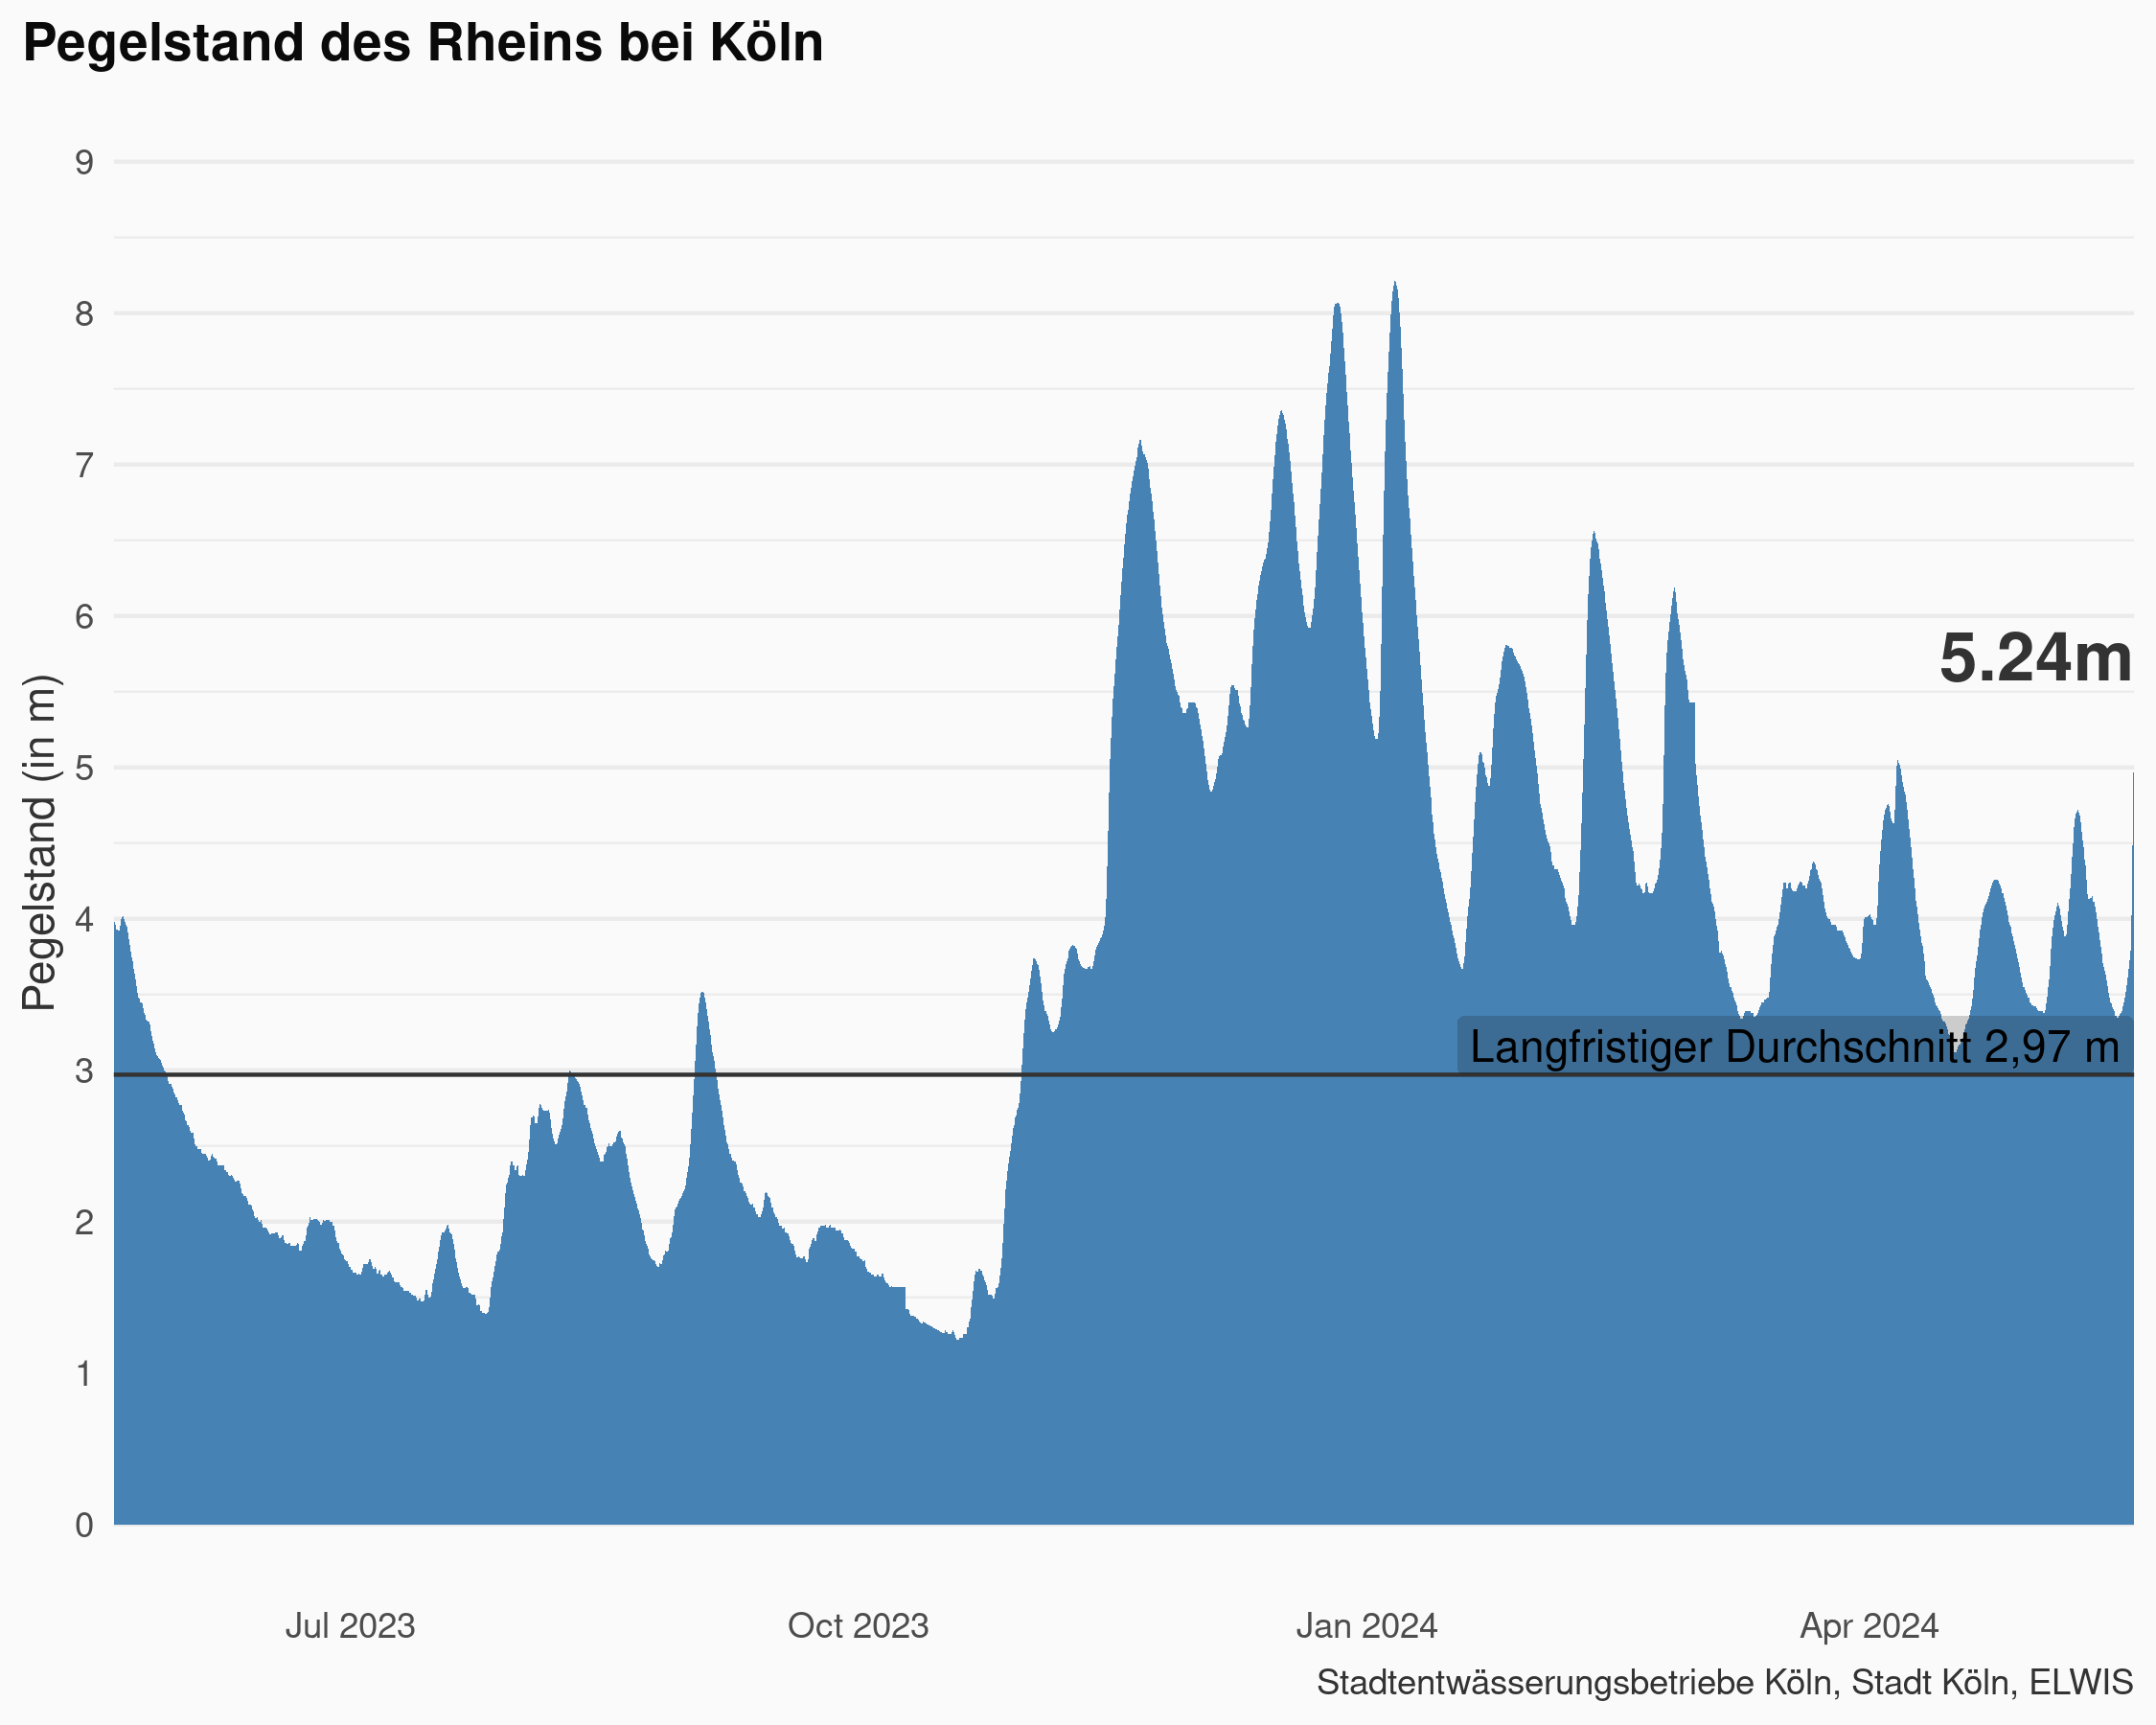 Pegelstand des Rheins bei Köln
Pegelstand (in m)
9
8
7
6
5
4
3
2
1
0
5.24m
Langfristiger Durchschnitt 2,97 m
Jul 2023
Oct 2023
Jan 2024
Apr 2024
Stadtentwässerungsbetriebe Köln, Stadt Köln, ELWIS